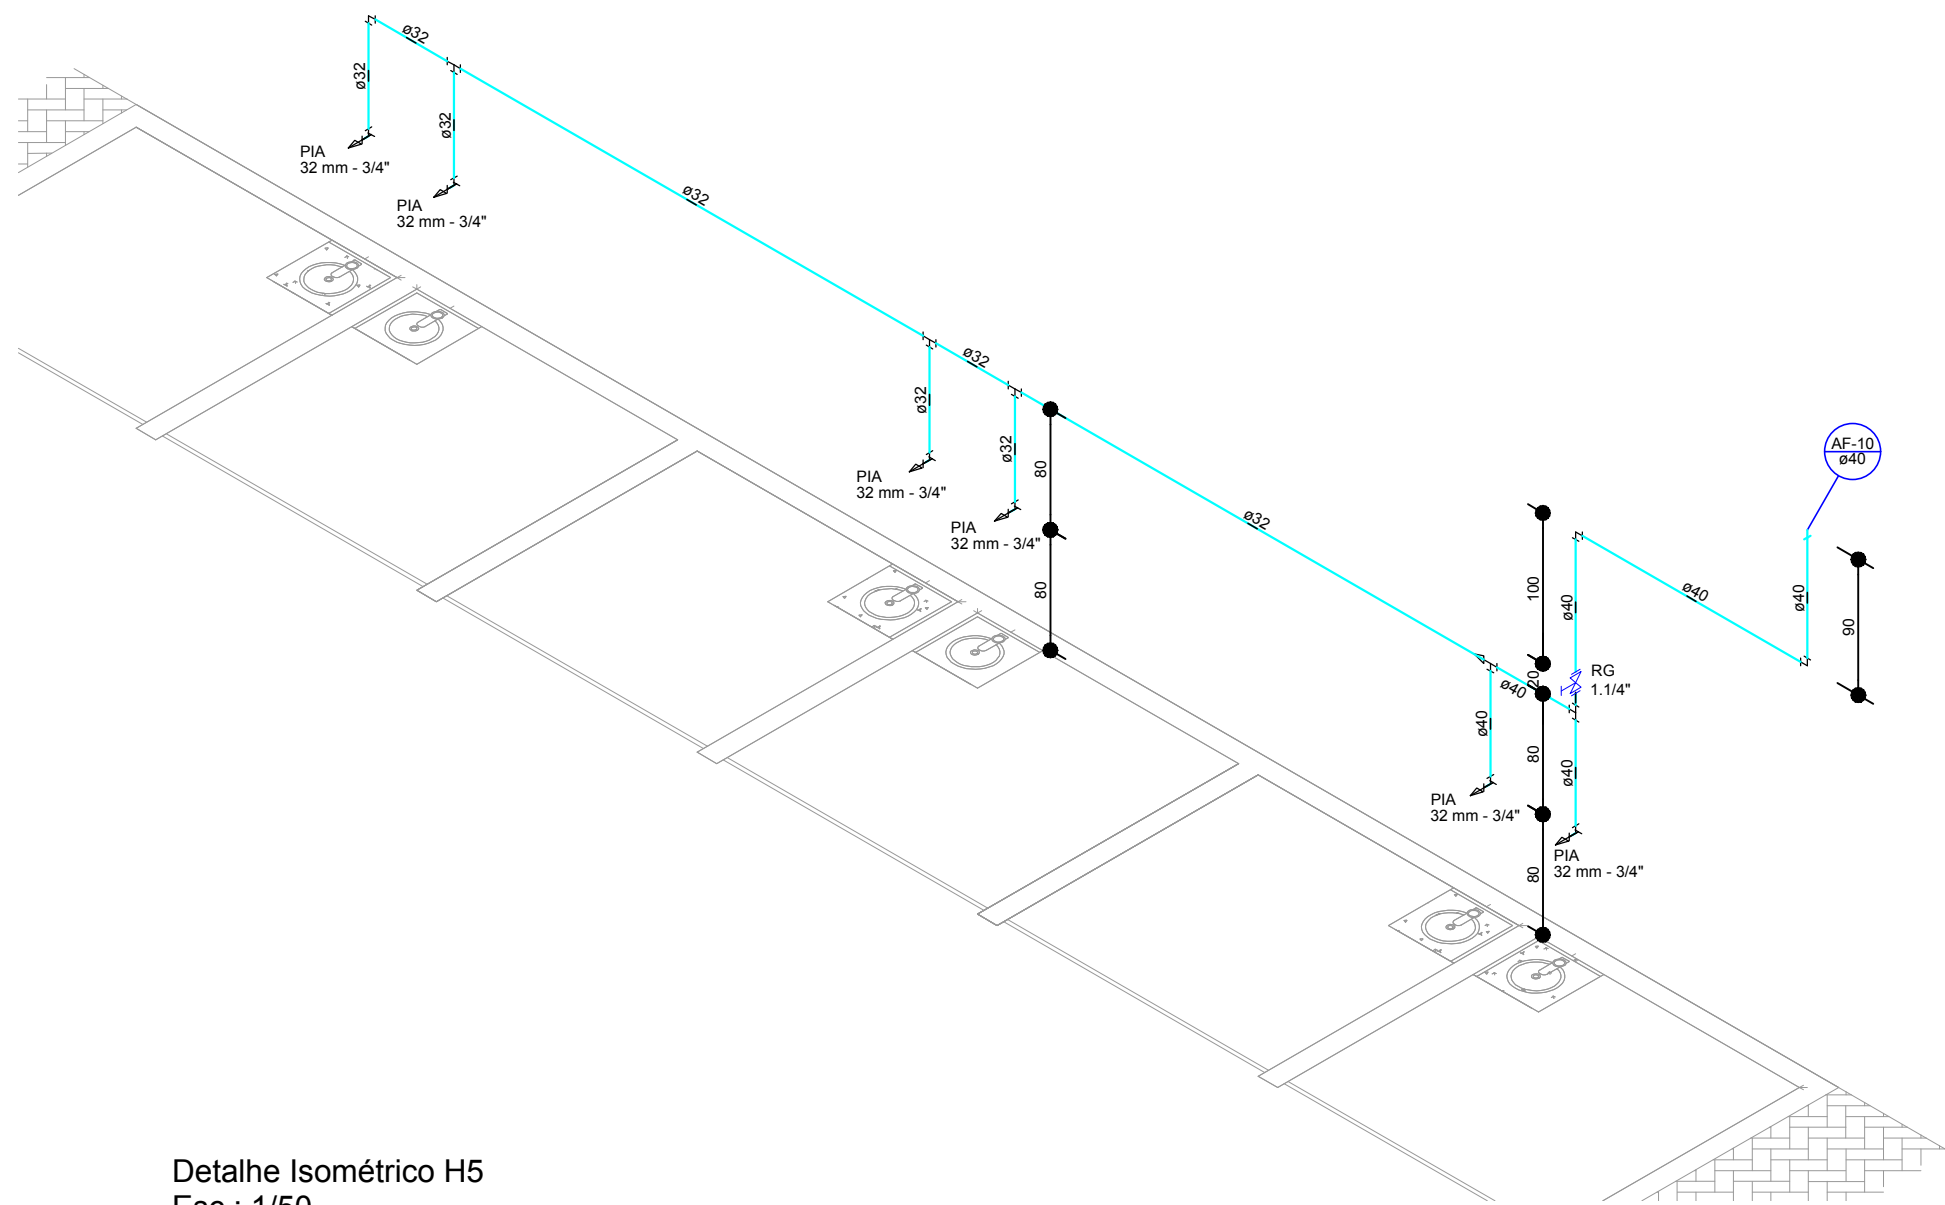 ø32
ø32
ø32
PIA
32 mm - 3/4"
PIA
32 mm - 3/4"
ø32
ø32
ø32
ø32
80
PIA
32 mm - 3/4"
PIA
32 mm - 3/4"
80
ø32
AF-10
ø40
100
ø40
ø40
ø40
90
RG
1.1/4"
20
ø40
ø40
80
ø40
PIA
32 mm - 3/4"
PIA
32 mm - 3/4"
80
Detalhe Isométrico H5
Esc.: 1/50